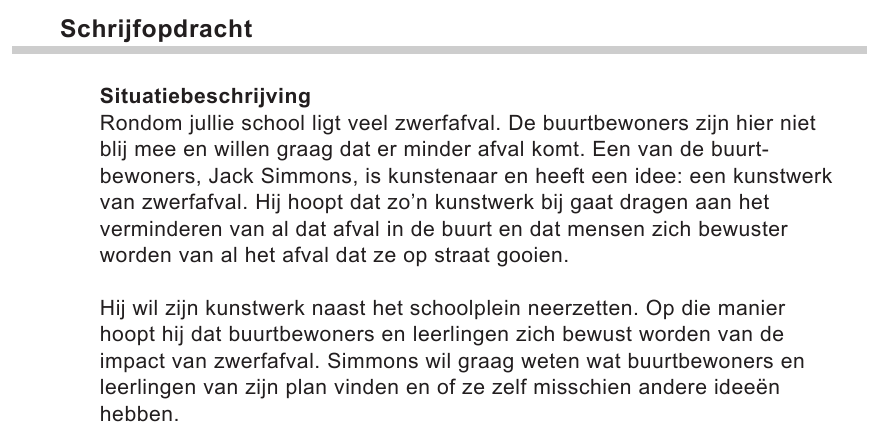 Schrijfopdracht
Situatiebeschrijving
Rondom jullie school ligt veel zwerfafval. De buurtbewoners zijn hier niet
blij mee en willen graag dat er minder afval komt. Een van de buurt-
bewoners, Jack Simmons, is kunstenaar en heeft een idee: een kunstwerk
van zwerfafval. Hij hoopt dat zo’n kunstwerk bij gaat dragen aan het
verminderen van al dat afval in de buurt en dat mensen zich bewuster
worden van al het afval dat ze op straat gooien.
Hij wil zijn kunstwerk naast het schoolplein neerzetten. Op die manier
hoopt hij dat buurtbewoners en leerlingen zich bewust worden van de
impact van zwerfafval. Simmons wil graag weten wat buurtbewoners en
leerlingen van zijn plan vinden en of ze zelf misschien andere ideeën
hebben.